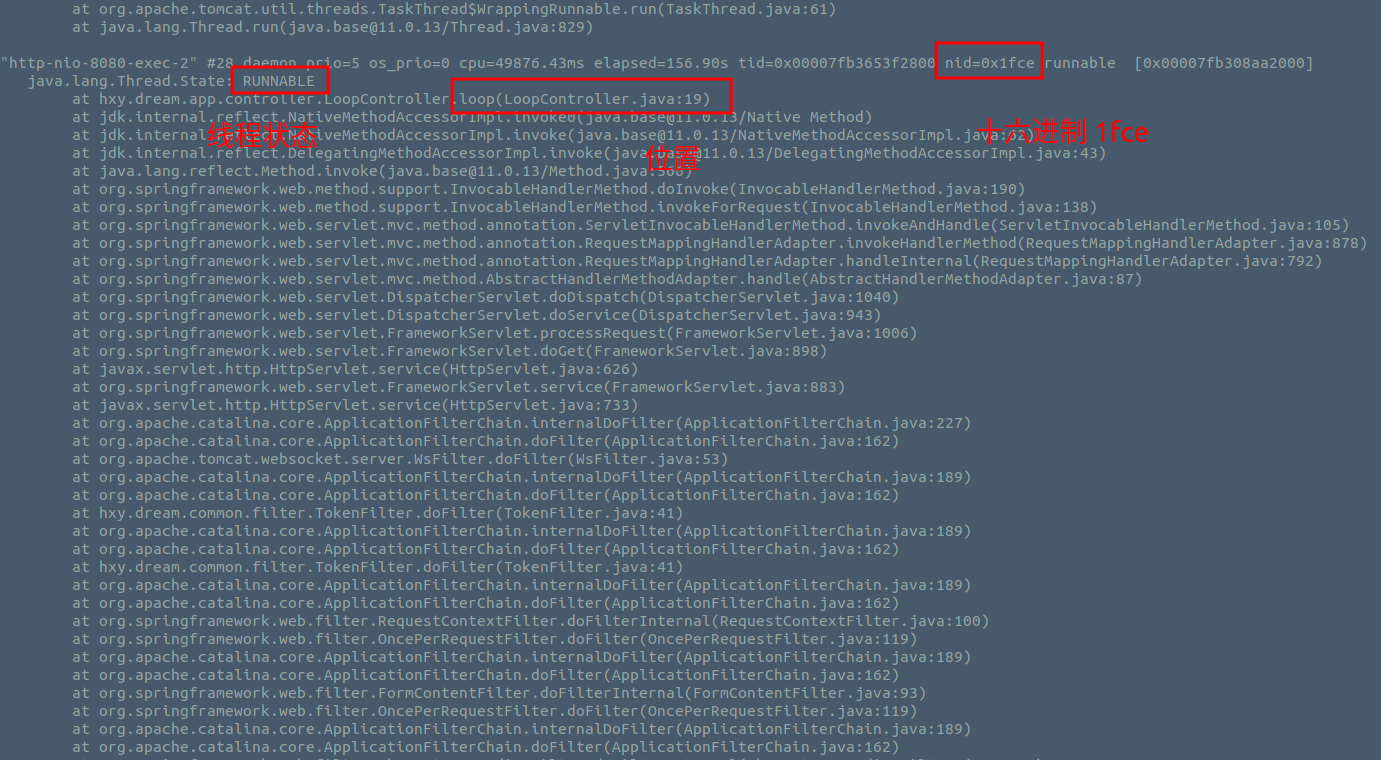 at org.apache.tomcat.util.threads.TaskThread$WrappingRunnable.run(TaskThread.java:61)
at java.lang.Thread.run(java.base@11.0.13/Thread.java:829)
"http-nio-8080-exec-2" #28 daemon prio=5 os_prio=0 cpu=49876.43ms elapsed=156.90s tid=0x00007fb3653f2800 nid=0x1fce runnable [0x00007fb308aa2000]
java.lang.Thread.State: RUNNABLE
at hxy.dream.app.controller.LoopController.loop(LoopController.java:19)
at jdk.internal.reflect.NativeMethodAccessorImpl.invoke0(java.base@11.0.13/Native Method)
线程状态
十六进制 1fce
at jdk.internal.reflect.NativeMethodAccessorImpl.invoke(java.base@11.0.13/NativeMethodAccessorImpl.java:62)
at jdk.internal.reflect.DelegatingMethodAccessorImpl.invoke(java.base@11.0.13/DelegatingMethodAccessorImpl.java:43)
位置
at java.lang.reflect.Method.invoke(java.base@11.0.13/Method.java:566)
at org.springframework.web.method.support.InvocableHandlerMethod.doInvoke(InvocableHandlerMethod.java:190)
at org.springframework.web.method.support.InvocableHandlerMethod.invokeForRequest(InvocableHandlerMethod.java:138)
at org.springframework.web.servlet.mvc.method.annotation.ServletInvocableHandlerMethod.invokeAndHandle(ServletInvocableHandlerMethod.java:105)
at org.springframework.web.servlet.mvc.method.annotation.RequestMappingHandlerAdapter.invokeHandlerMethod(RequestMappingHandlerAdapter.java:878)
at org.springframework.web.servlet.mvc.method.annotation.RequestMappingHandlerAdapter.handleInternal(RequestMappingHandlerAdapter.java:792)
at org.springframework.web.servlet.mvc.method.AbstractHandlerMethodAdapter.handle(AbstractHandlerMethodAdapter.java:87)
at org.springframework.web.servlet.DispatcherServlet.doDispatch(DispatcherServlet.java:1040)
at org.springframework.web.servlet.DispatcherServlet.doService(DispatcherServlet.java:943)
at org.springframework.web.servlet.FrameworkServlet.processRequest(FrameworkServlet.java:1006)
at org.springframework.web.servlet.FrameworkServlet.doGet(FrameworkServlet.java:898)
at javax.servlet.http.HttpServlet.service(HttpServlet.java:626)
at org.springframework.web.servlet.FrameworkServlet.service(FrameworkServlet.java:883)
at javax.servlet.http.HttpServlet.service(HttpServlet.java:733)
at org.apache.catalina.core.ApplicationFilterChain.internalDoFilter(ApplicationFilterChain.java:227)
at org.apache.catalina.core.ApplicationFilterChain.doFilter(ApplicationFilterChain.java:162)
at org.apache.tomcat.websocket.server.WsFilter.doFilter(WsFilter.java:53)
at org.apache.catalina.core.ApplicationFilterChain.internalDoFilter(ApplicationFilterChain.java:189)
at org.apache.catalina.core.ApplicationFilterChain.doFilter(ApplicationFilterChain.java:162)
at hxy.dream.common.filter.TokenFilter.doFilter(TokenFilter.java:41)
at org.apache.catalina.core.ApplicationFilterChain.internalDoFilter(ApplicationFilterChain.java:189)
at org.apache.catalina.core.ApplicationFilterChain.doFilter(ApplicationFilterChain.java:162)
at hxy.dream.common.filter.TokenFilter.doFilter(TokenFilter.java:41)
at org.apache.catalina.core.ApplicationFilterChain.internalDoFilter(ApplicationFilterChain.java:189)
at org.apache.catalina.core.ApplicationFilterChain.doFilter(ApplicationFilterChain.java:162)
at org.springframework.web.filter.RequestContextFilter.doFilterInternal(RequestContextFilter.java:100)
at org.springframework.web.filter.OncePerRequestFilter.doFilter(OncePerRequestFilter.java:119)
at org.apache.catalina.core.ApplicationFilterChain.internalDoFilter(ApplicationFilterChain.java:189)
at org.apache.catalina.core.ApplicationFilterChain.doFilter(ApplicationFilterChain.java:162)
at org.springframework.web.filter.FormContentFilter.doFilterInternal(FormContentFilter.java:93)
at org.springframework.web.filter.OncePerRequestFilter.doFilter(OncePerRequestFilter.java:119)
at org.apache.catalina.core.ApplicationFilterChain.internalDoFilter(ApplicationFilterChain.java:189)
at org.apache.catalina.core.ApplicationFilterChain.doFilter(ApplicationFilterChain.java:162)